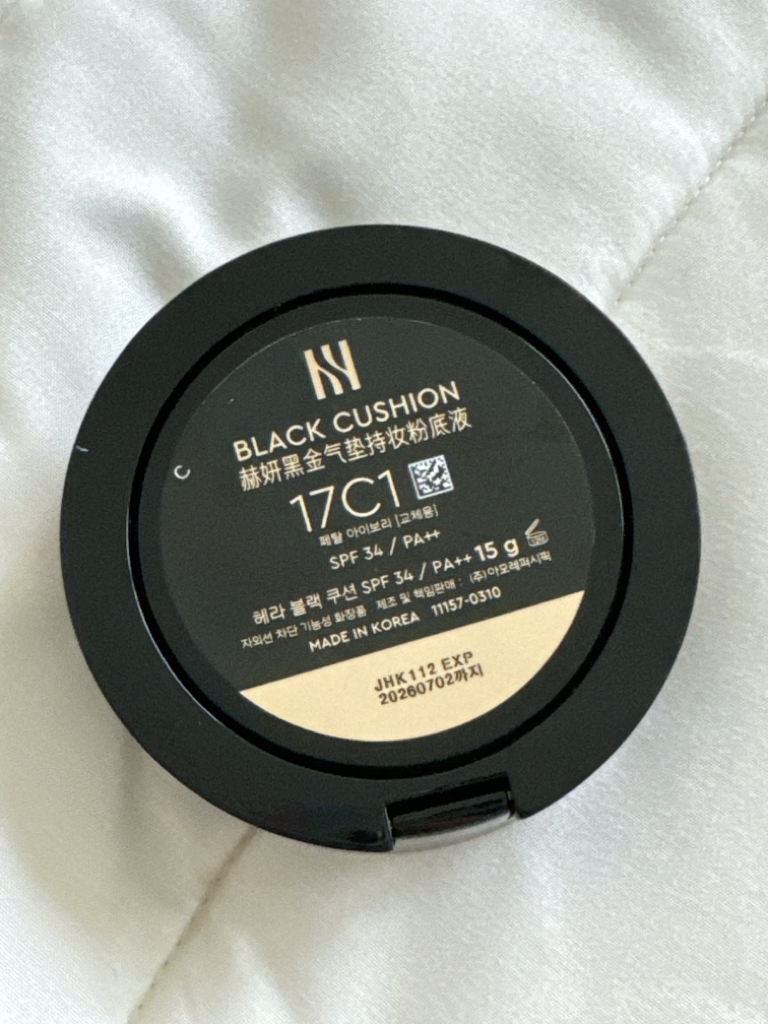 BLACK CUSHION
赫妍黑金气垫持妆粉底液
17C1
페탈 아이보리 [교체용]
SPF 34 / PA++
헤라 블랙 쿠션 SPF 34 / PA++ 15 g
자외선 차단 기능성 화장품 제조 및 책임판매 : (주)아모레퍼시픽
MADE IN KOREA 11157-0310
JHK112 EXP
20260702까지